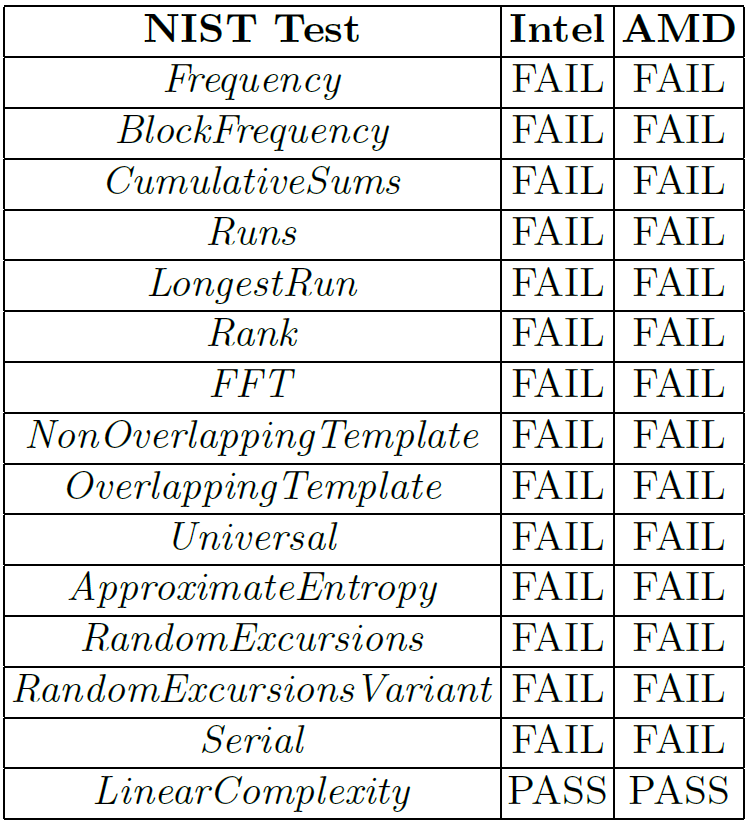 NIST Test Intel AMD
Frequency FAIL FAIL
BlockFrequency FAIL FAIL
CumulativeSums FAIL FAIL
Runs FAIL FAIL
LongestRun FAIL FAIL
Rank FAIL FAIL
FFT FAIL FAIL
NonOverlappingTemplate FAIL FAIL
OverlappingTemplate FAIL FAIL
Universal FAIL FAIL
ApproximateEntropy FAIL FAIL
RandomExcursions FAIL FAIL
RandomExcursionsVariant FAIL FAIL
Serial FAIL FAIL
LinearComplexity PASS PASS